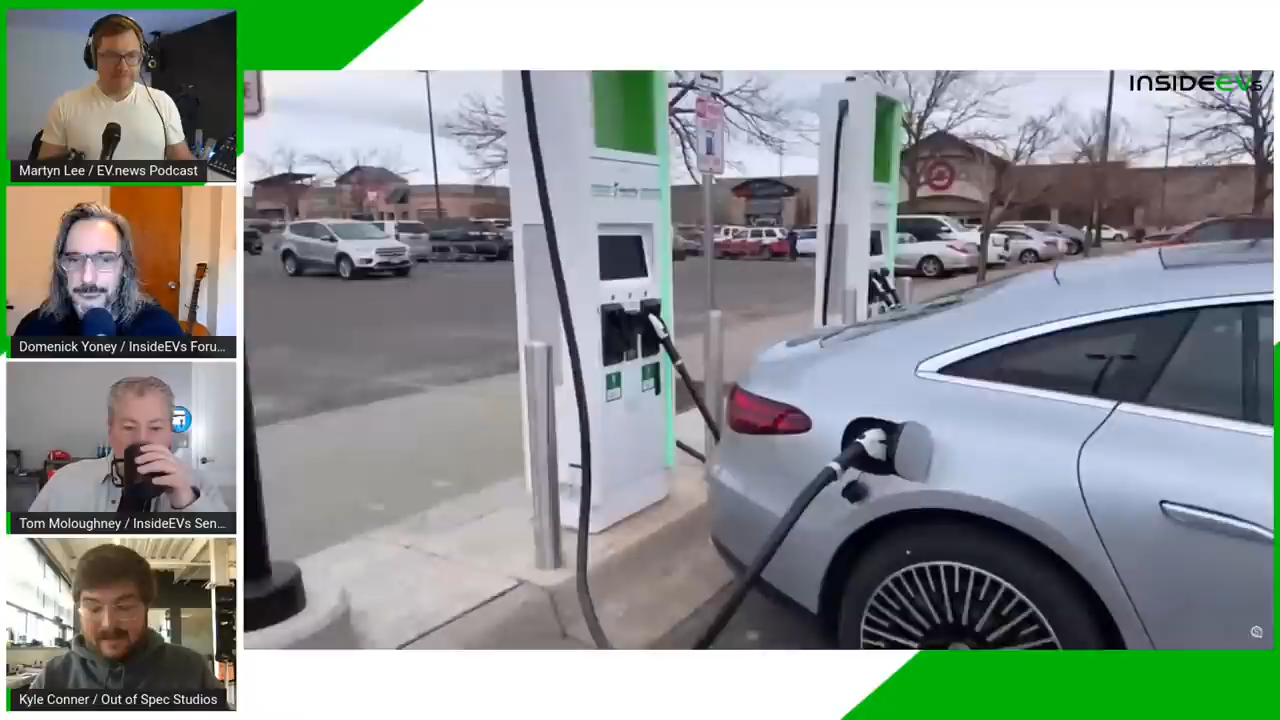 Martyn Lee / EV.news Podcast
Domenick Yoney / InsideEVs Foru...
Tom Moloughney / InsideEVs Sen...
Kyle Conner / Out of Spec Studios
INSIDEEVs